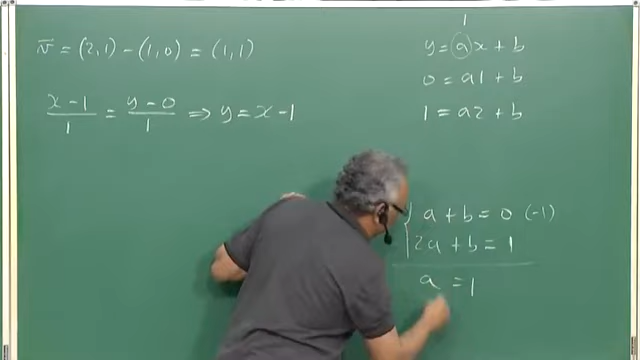 v⃗ = (2,1) − (1,0) = (1,1)
x − 1 / 1 = y − 0 / 1 ⇒ y = x − 1
1
y = ax + b
0 = a1 + b
1 = a2 + b
a + b = 0 (-1)
2a + b = 1
a = 1